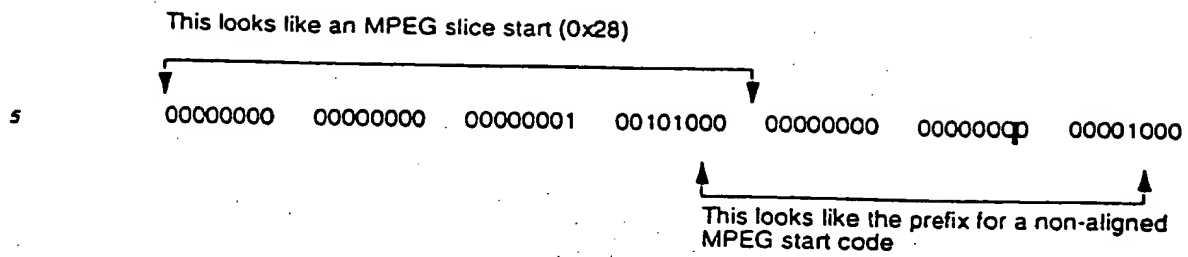 This looks like an MPEG slice start (0x28)
5 00000000 00000000 00000001 00101000 00000000 00000000 00001000
This looks like the prefix for a non-aligned
MPEG start code